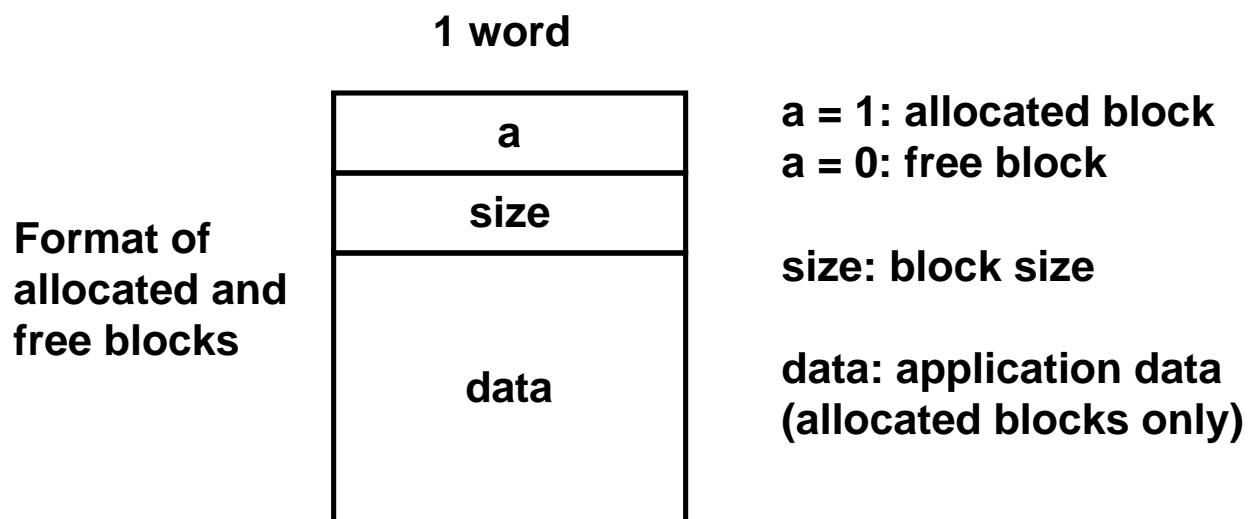 1 word
a
size
data
Format of
allocated and
free blocks
a = 1: allocated block
a = 0: free block
size: block size
data: application data
(allocated blocks only)